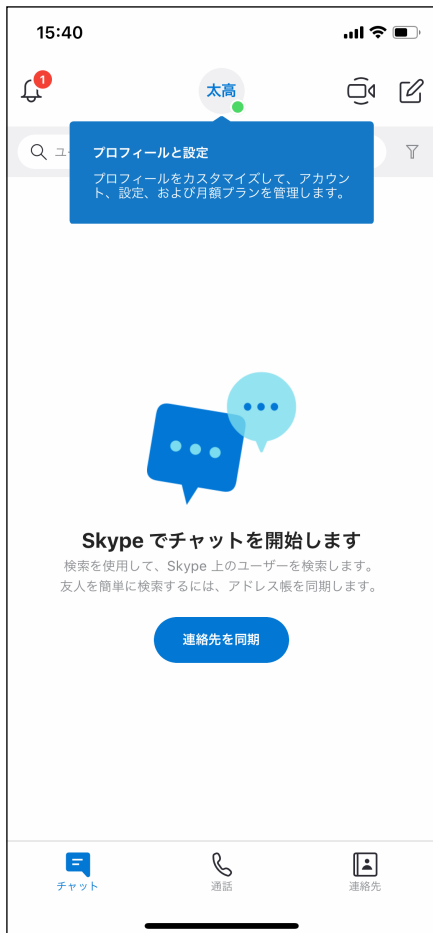 15:40
1
太高
ユー
プロフィールと設定
プロフィールをカスタマイズして、アカウン
ト、設定、および月額プランを管理します。
Skype でチャットを開始します
検索を使用して、Skype 上のユーザーを検索します。
友人を簡単に検索するには、アドレス帳を同期します。
連絡先を同期
チャット
通話
連絡先